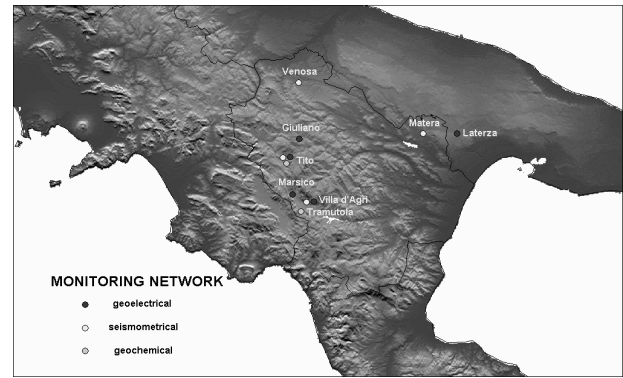 Venosa
Matera
Laterza
Giuliano
Tito
Marsico
Villa d'Agri
Tramutola
MONITORING NETWORK
geoelectrical
seismometrical
geochemical